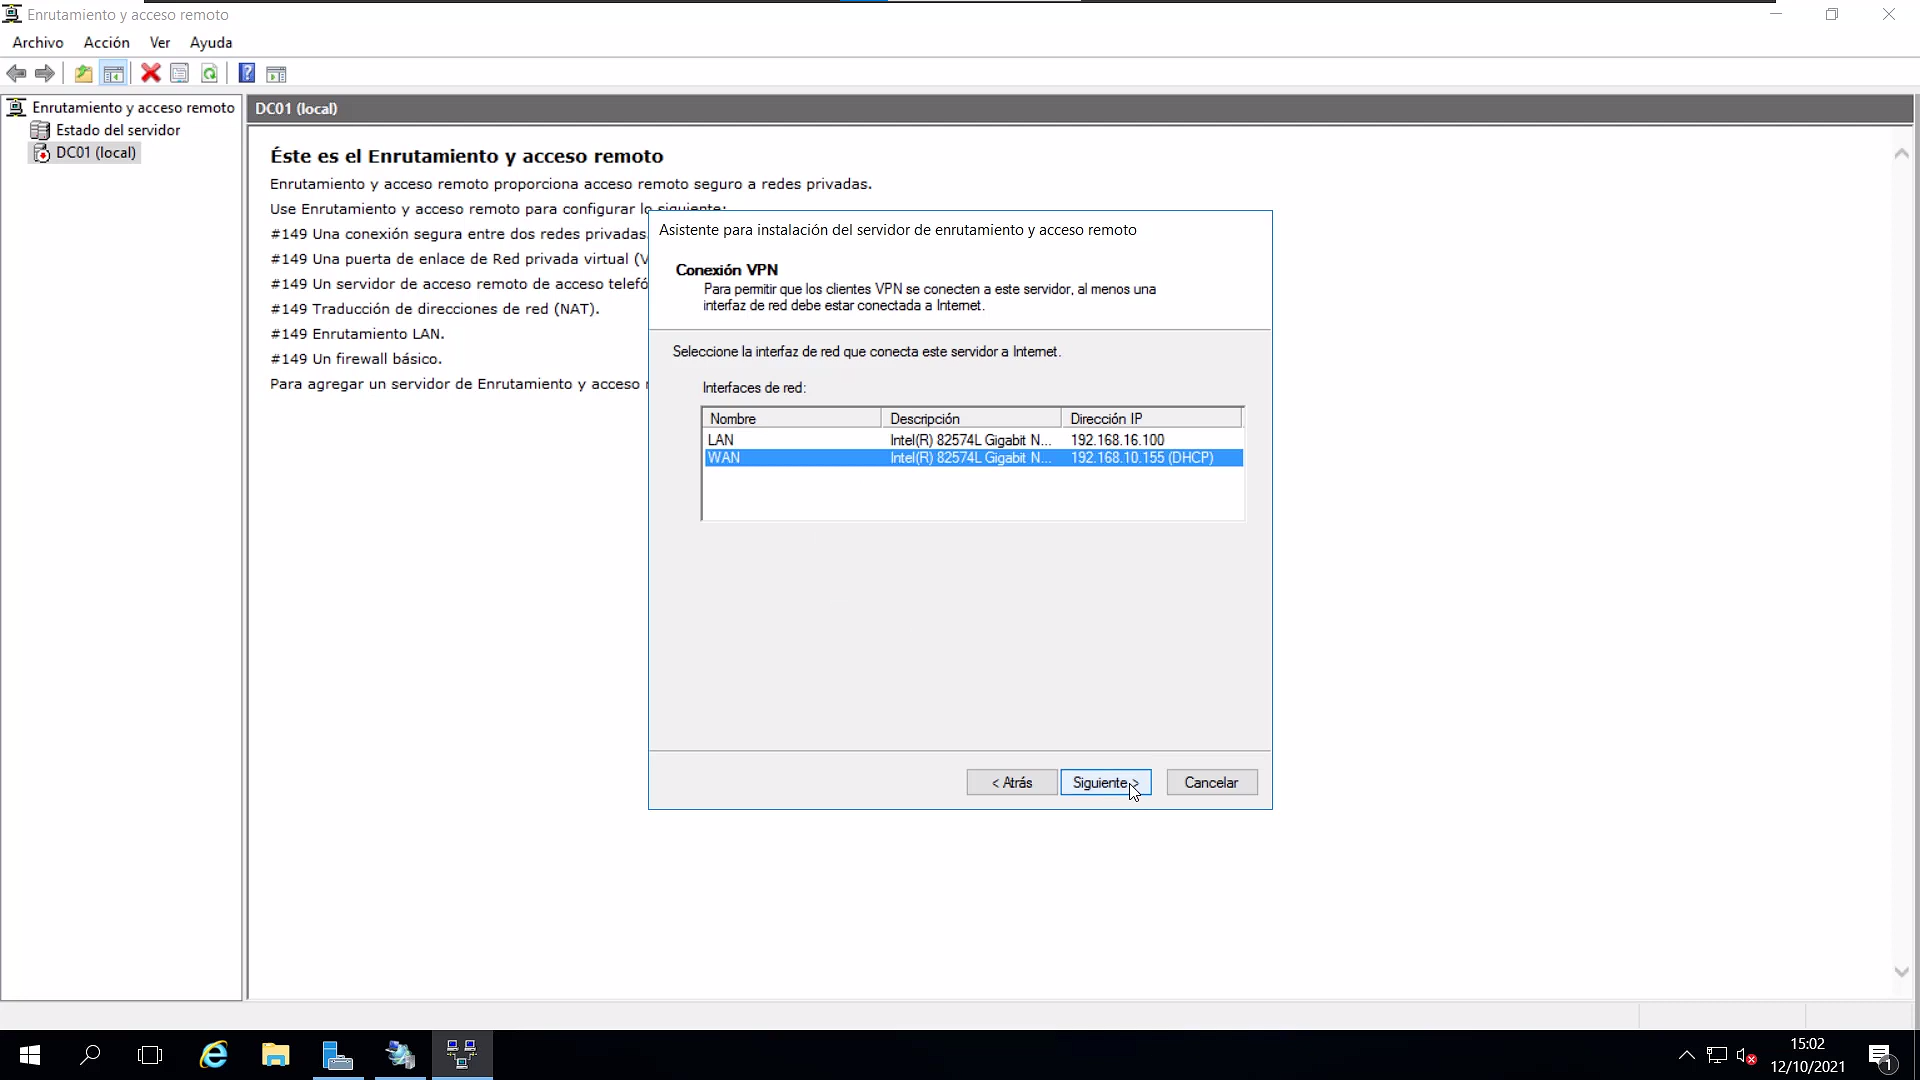 Enrutamiento y acceso remoto
Archivo Acción Ver Ayuda
Enrutamiento y acceso remoto
Estado del servidor
DC01 (local)
DC01 (local)
Éste es el Enrutamiento y acceso remoto
Enrutamiento y acceso remoto proporciona acceso remoto seguro a redes privadas.
Use Enrutamiento y acceso remoto para configurar lo siguiente:
#149 Una conexión segura entre dos redes privadas.
#149 Una puerta de enlace de Red privada virtual (V
#149 Un servidor de acceso remoto de acceso telefó
#149 Traducción de direcciones de red (NAT).
#149 Enrutamiento LAN.
#149 Un firewall básico.
Para agregar un servidor de Enrutamiento y acceso
Asistente para instalación del servidor de enrutamiento y acceso remoto
Conexión VPN
Para permitir que los clientes VPN se conecten a este servidor, al menos una
interfaz de red debe estar conectada a Internet.
Seleccione la interfaz de red que conecta este servidor a Internet.
Interfaces de red:
Nombre Descripción Dirección IP
LAN Intel(R) 82574L Gigabit N... 192.168.16.100
WAN Intel(R) 82574L Gigabit N... 192.168.10.155 (DHCP)
< Atrás Siguiente > Cancelar
15:02
12/10/2021
1